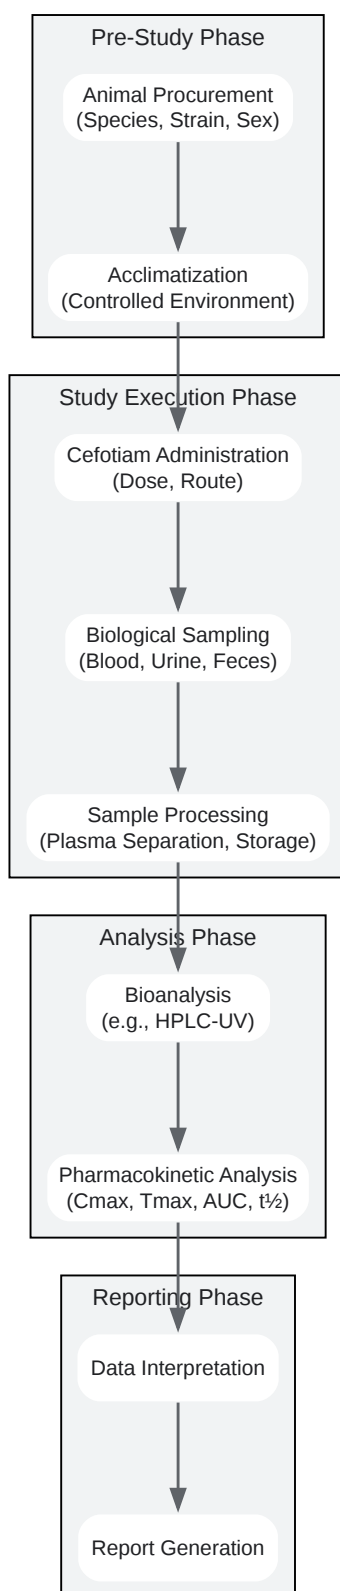 Pre-Study Phase
Animal Procurement
(Species, Strain, Sex)
Acclimatization
(Controlled Environment)
Study Execution Phase
Cefotiam Administration
(Dose, Route)
Biological Sampling
(Blood, Urine, Feces)
Sample Processing
(Plasma Separation, Storage)
Analysis Phase
Bioanalysis
(e.g., HPLC-UV)
Pharmacokinetic Analysis
(Cmax, Tmax, AUC, t½)
Reporting Phase
Data Interpretation
Report Generation